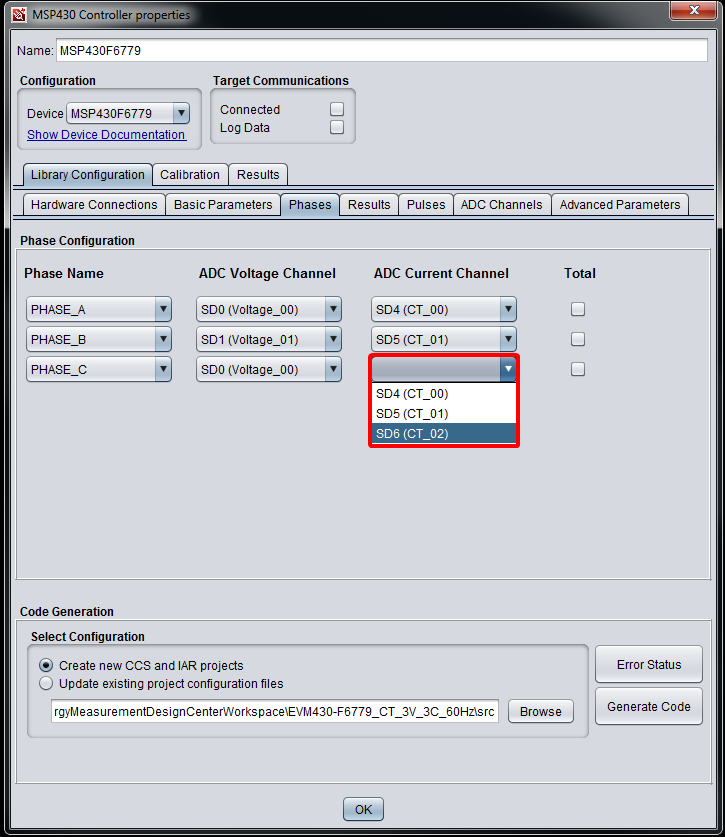 MSP430 Controller properties
Name: MSP430F6779
Configuration
Target Communications
Device MSP430F6779
Show Device Documentation
Connected
Log Data
Library Configuration Calibration Results
Hardware Connections Basic Parameters Phases Results Pulses ADC Channels Advanced Parameters
Phase Configuration
Phase Name ADC Voltage Channel ADC Current Channel Total
PHASE_A SD0 (Voltage_00) SD4 (CT_00)
PHASE_B SD1 (Voltage_01) SD5 (CT_01)
PHASE_C SD0 (Voltage_00)
SD4 (CT_00)
SD5 (CT_01)
SD6 (CT_02)
Code Generation
Select Configuration
Create new CCS and IAR projects
Update existing project configuration files
rgyMeasurementDesignCenterWorkspace\EVM430-F6779_CT_3V_3C_60Hz\src Browse
Error Status
Generate Code
OK